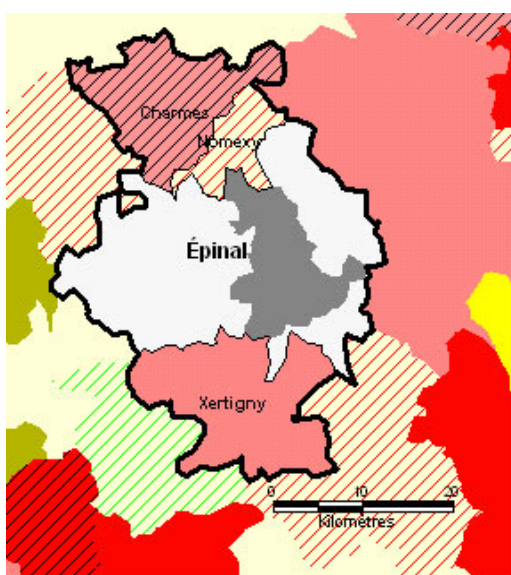 Charmes
Nomexy
Épinal
Xertigny
0 10 20
Kilomètres